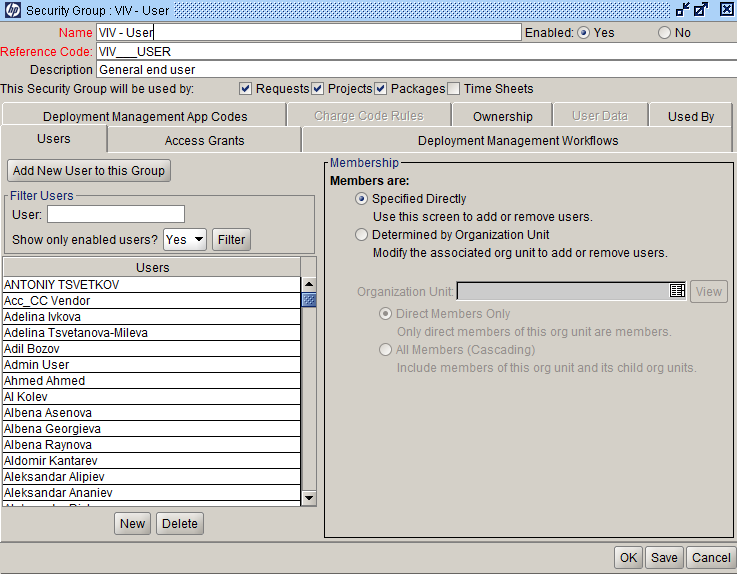 hp Security Group : VIV - User
Name VIV - User Enabled: Yes No
Reference Code: VIV___USER
Description General end user
This Security Group will be used by: Requests Projects Packages Time Sheets
Deployment Management App Codes Charge Code Rules Ownership User Data Used By
Users Access Grants Deployment Management Workflows
Add New User to this Group
Filter Users
User:
Show only enabled users? Yes Filter
Users
ANTONIY TSVETKOV
Acc_CC Vendor
Adelina Ivkova
Adelina Tsvetanova-Mileva
Adil Bozov
Admin User
Ahmed Ahmed
Al Kolev
Albena Asenova
Albena Georgieva
Albena Raynova
Aldomir Kantarev
Aleksandar Alipiev
Aleksandar Ananiev
New Delete
Membership
Members are:
Specified Directly
Use this screen to add or remove users.
Determined by Organization Unit
Modify the associated org unit to add or remove users.
Organization Unit: View
Direct Members Only
Only direct members of this org unit are members.
All Members (Cascading)
Include members of this org unit and its child org units.
OK Save Cancel